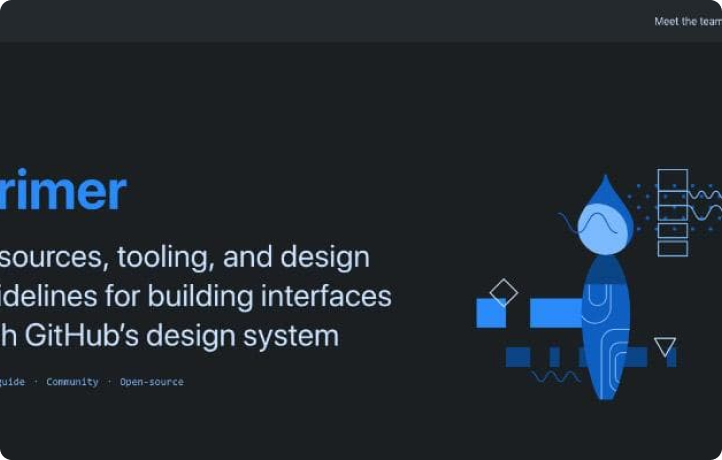 Meet the team
rimer
sources, tooling, and design
idelines for building interfaces
h GitHub’s design system
guide · Community · Open-source